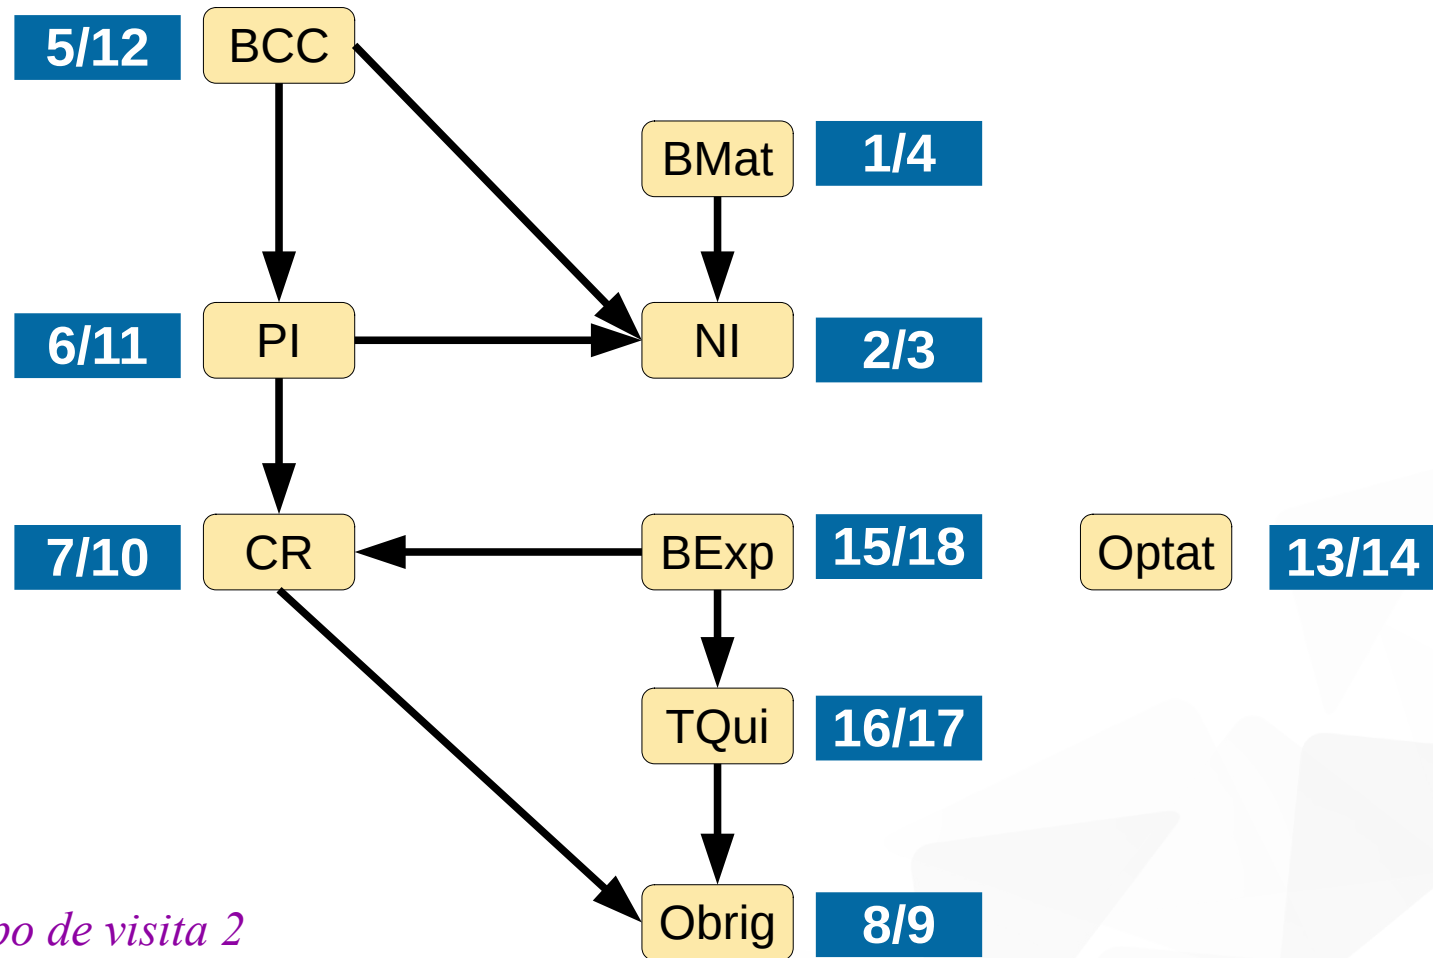 5/12 BCC
BMat 1/4
6/11 PI NI 2/3
7/10 CR BExp 15/18 Optat 13/14
TQui 16/17
Obrig 8/9
de visita 2